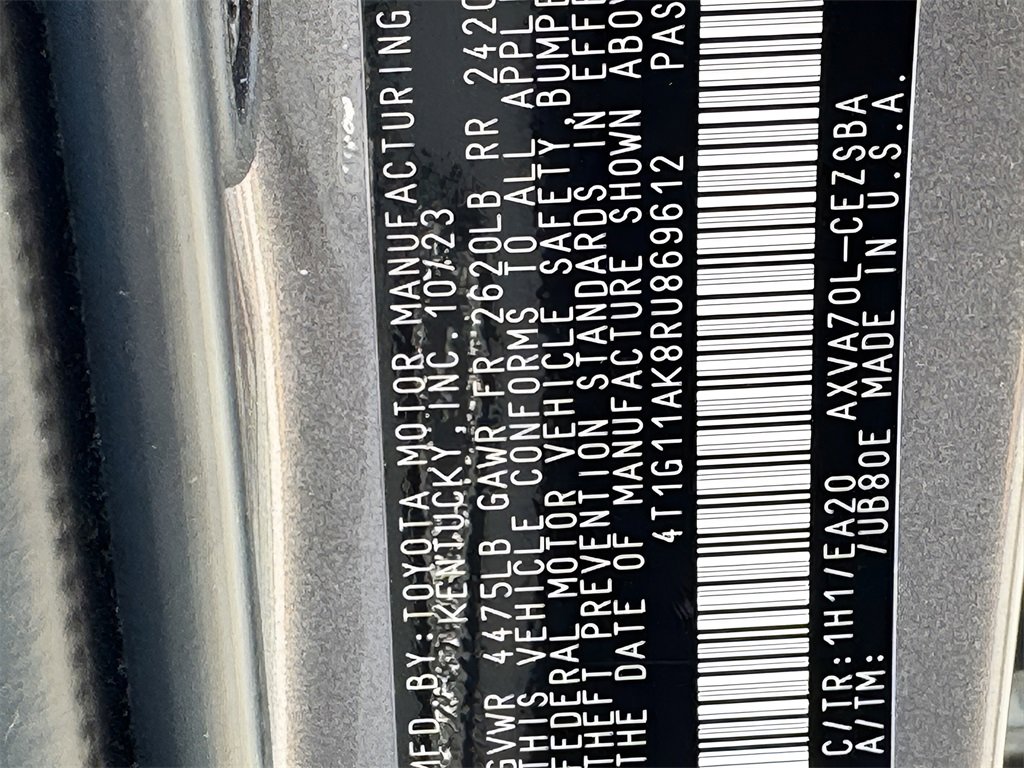 MFD BY:TOYOTA MOTOR MANUFACTURING
KENTUCKY, INC. 10/23
GVWR 4475LB GAWR FR 2620LB RR 2420
THIS VEHICLE CONFORMS TO ALL APPL
FEDERAL MOTOR VEHICLE SAFETY, BUMPE
THEFT PREVENTION STANDARDS IN EFFE
THE DATE OF MANUFACTURE SHOWN ABOV
4T1G11AK8RU869612 PAS
C/TR:1H1/EA20 AXVA70L-CEZSBA
A/TM: /UB80E MADE IN U.S.A.